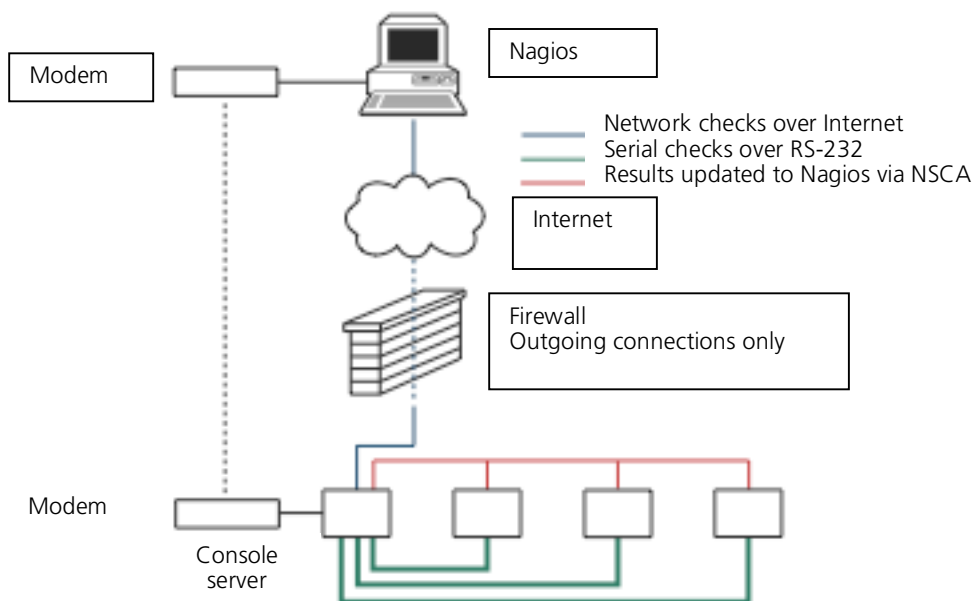 Nagios
Modem
Network checks over Internet
Serial checks over RS-232
Results updated to Nagios via NSCA
Internet
Firewall
Outgoing connections only
Modem
Console
server